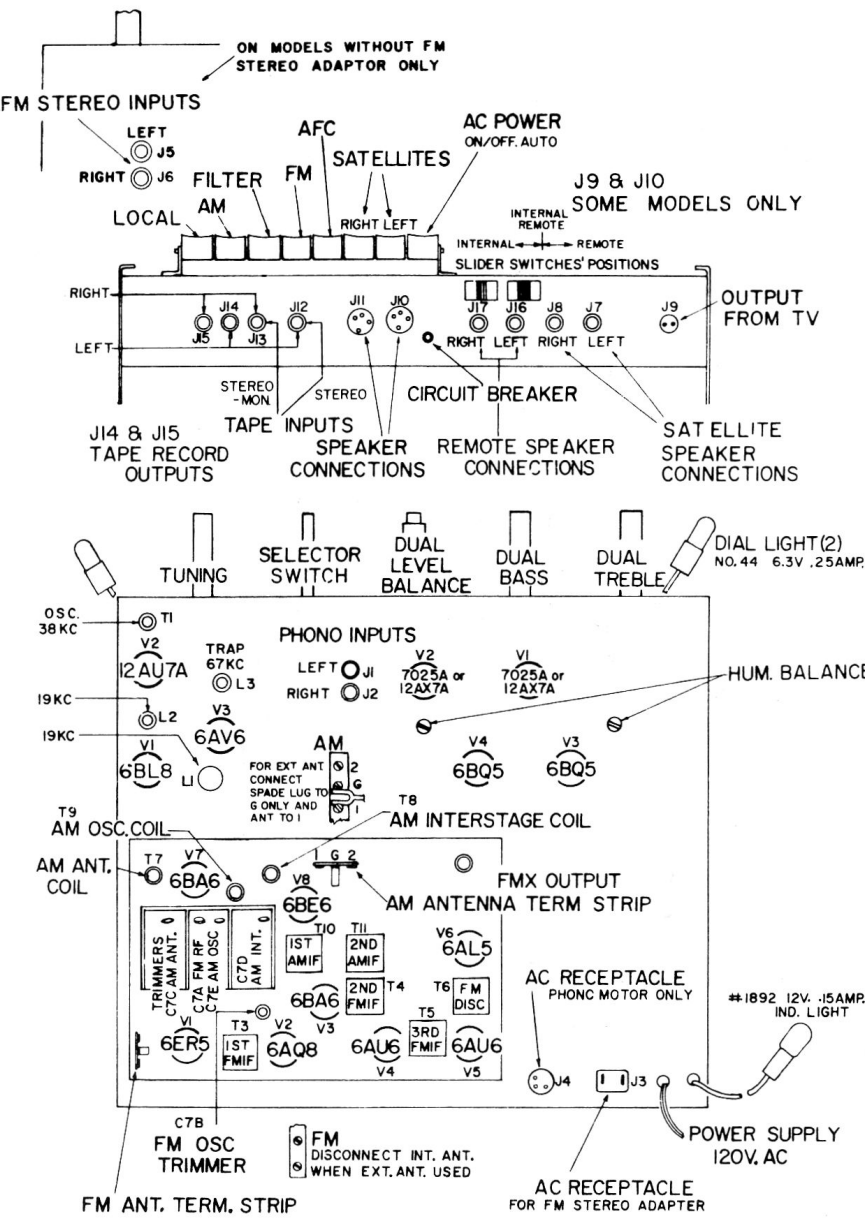 ON MODELS WITHOUT FM
STEREO ADAPTOR ONLY
FM STEREO INPUTS
LEFT
J5
RIGHT J6
LOCAL
AM
FILTER
FM
AFC
SATELLITES
RIGHT LEFT
AC POWER
ON/OFF. AUTO
J9 & J10
SOME MODELS ONLY
INTERNAL
REMOTE
INTERNAL REMOTE
SLIDER SWITCHES' POSITIONS
RIGHT
LEFT
J15 J14 J13 J12 J11 J10 J17 J16 J8 J7 J9
RIGHT LEFT RIGHT LEFT
OUTPUT
FROM TV
STEREO
-MON.
STEREO
TAPE INPUTS
CIRCUIT BREAKER
J14 & J15
TAPE RECORD
OUTPUTS
SPEAKER
CONNECTIONS
REMOTE SPEAKER
CONNECTIONS
SATELLITE
SPEAKER
CONNECTIONS
TUNING
SELECTOR
SWITCH
DUAL
LEVEL
BALANCE
DUAL
BASS
DUAL
TREBLE
DIAL LIGHT(2)
NO.44 6.3V .25AMP.
OSC.
38KC
T1
V2
12AU7A
TRAP
67KC
L3
PHONO INPUTS
LEFT J1
RIGHT J2
V2
7025A or
12AX7A
V1
7025A or
12AX7A
HUM. BALANCE
19KC
L2
V3
6AV6
19KC
V1
6BL8
L1
AM
2
G
1
FOR EXT ANT
CONNECT
SPADE LUG TO
G ONLY AND
ANT TO 1
V4
6BQ5
V3
6BQ5
T9
AM OSC.COIL
T8
AM INTERSTAGE COIL
AM ANT.
COIL
T7
V7
6BA6
1 G 2
FMX OUTPUT
AM ANTENNA TERM STRIP
V8
6BE6
TRIMMERS
C7C AM ANT.
C7A FM RF
C7E AM OSC
C7D
AM INT.
T10
1ST
AMIF
T11
2ND
AMIF
V6
6AL5
6BA6
V3
2ND
FMIF
T4
T6
FM
DISC
V1
6ER5
T3
1ST
FMIF
V2
6AQ8
6AU6
V4
T5
3RD
FMIF
6AU6
V5
AC RECEPTACLE
PHONO MOTOR ONLY
J4
J3
#1892 12V. .15AMP.
IND. LIGHT
POWER SUPPLY
120V. AC
C7B
FM OSC
TRIMMER
FM
DISCONNECT INT. ANT.
WHEN EXT. ANT. USED
FM ANT. TERM. STRIP
AC RECEPTACLE
FOR FM STEREO ADAPTER